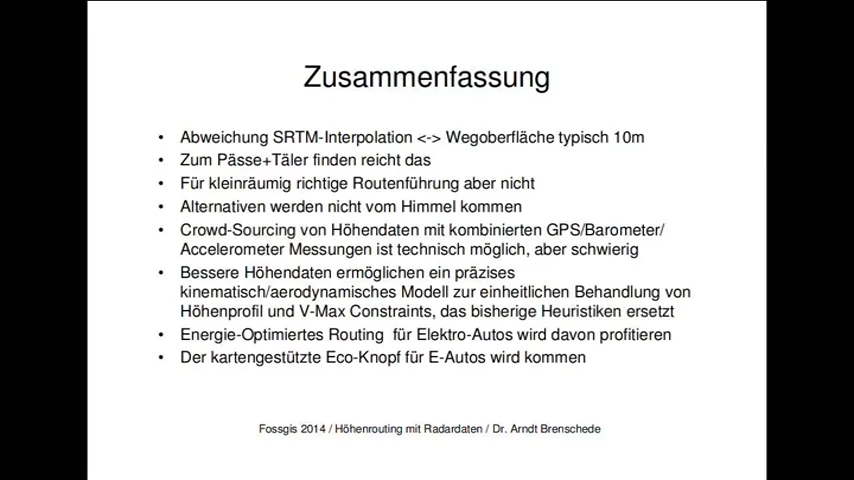 Zusammenfassung
• Abweichung SRTM-Interpolation <-> Wegoberfläche typisch 10m
• Zum Pässe+Täler finden reicht das
• Für kleinräumig richtige Routenführung aber nicht
• Alternativen werden nicht vom Himmel kommen
• Crowd-Sourcing von Höhendaten mit kombinierten GPS/Barometer/
Accelerometer Messungen ist technisch möglich, aber schwierig
• Bessere Höhendaten ermöglichen ein präzises
kinematisch/aerodynamisches Modell zur einheitlichen Behandlung von
Höhenprofil und V-Max Constraints, das bisherige Heuristiken ersetzt
• Energie-Optimiertes Routing für Elektro-Autos wird davon profitieren
• Der kartengestützte Eco-Knopf für E-Autos wird kommen
Fossgis 2014 / Höhenrouting mit Radardaten / Dr. Arndt Brenschede